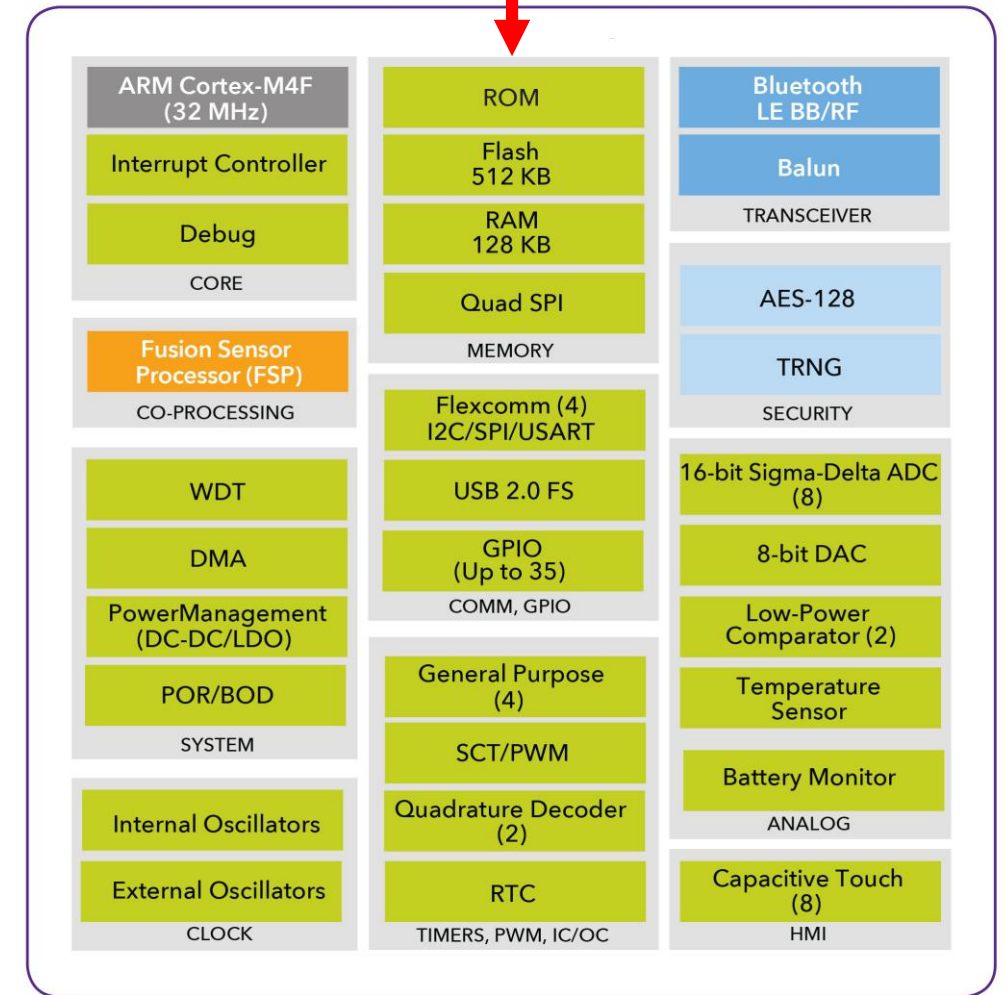 ARM Cortex-M4F
(32 MHz)
Interrupt Controller
Debug
CORE
Fusion Sensor
Processor (FSP)
CO-PROCESSING
WDT
DMA
PowerManagement
(DC-DC/LDO)
POR/BOD
SYSTEM
Internal Oscillators
External Oscillators
CLOCK
ROM
Flash
512 KB
RAM
128 KB
Quad SPI
MEMORY
Flexcomm (4)
I2C/SPI/USART
USB 2.0 FS
GPIO
(Up to 35)
COMM, GPIO
General Purpose
(4)
SCT/PWM
Quadrature Decoder
(2)
RTC
TIMERS, PWM, IC/OC
Bluetooth
LE BB/RF
Balun
TRANSCEIVER
AES-128
TRNG
SECURITY
16-bit Sigma-Delta ADC
(8)
8-bit DAC
Low-Power
Comparator (2)
Temperature
Sensor
Battery Monitor
ANALOG
Capacitive Touch
(8)
HMI